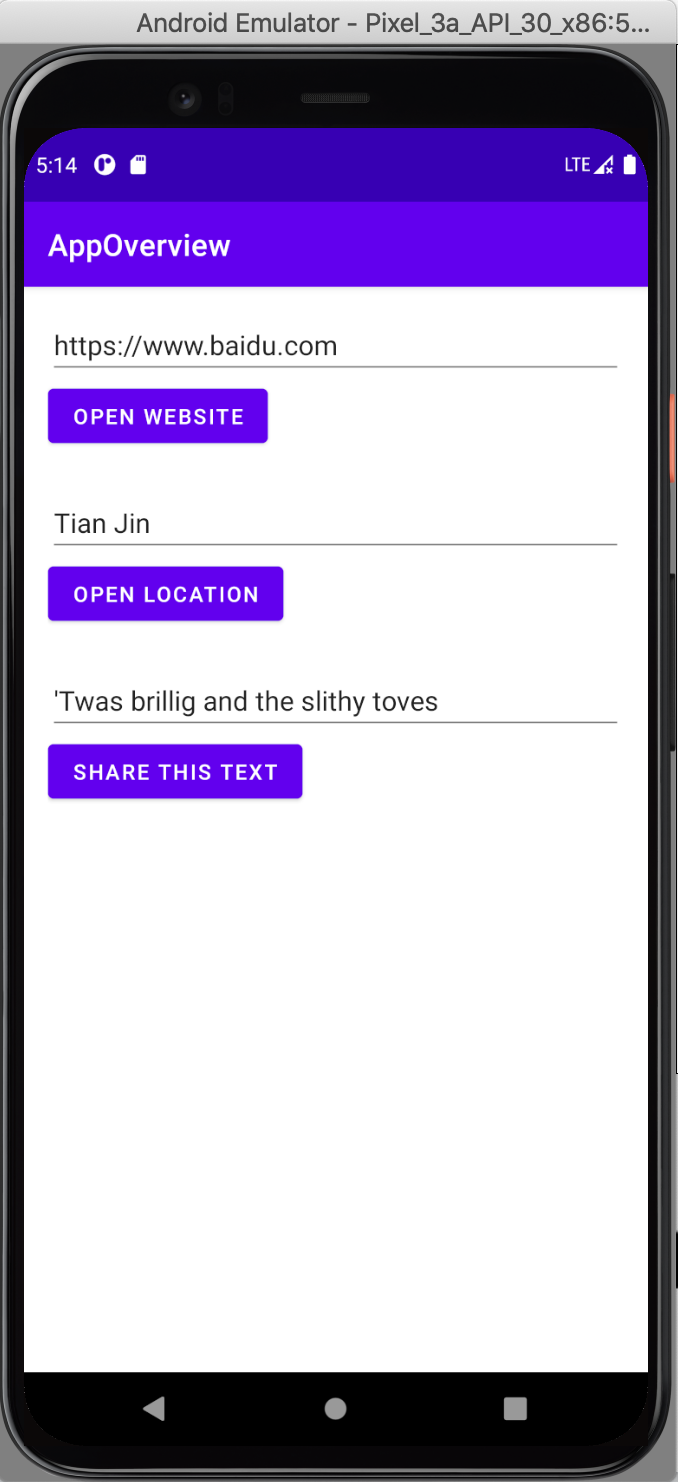 Android Emulator - Pixel_3a_API_30_x86:5...
5:14 LTE
AppOverview
https://www.baidu.com
OPEN WEBSITE
Tian Jin
OPEN LOCATION
'Twas brillig and the slithy toves
SHARE THIS TEXT